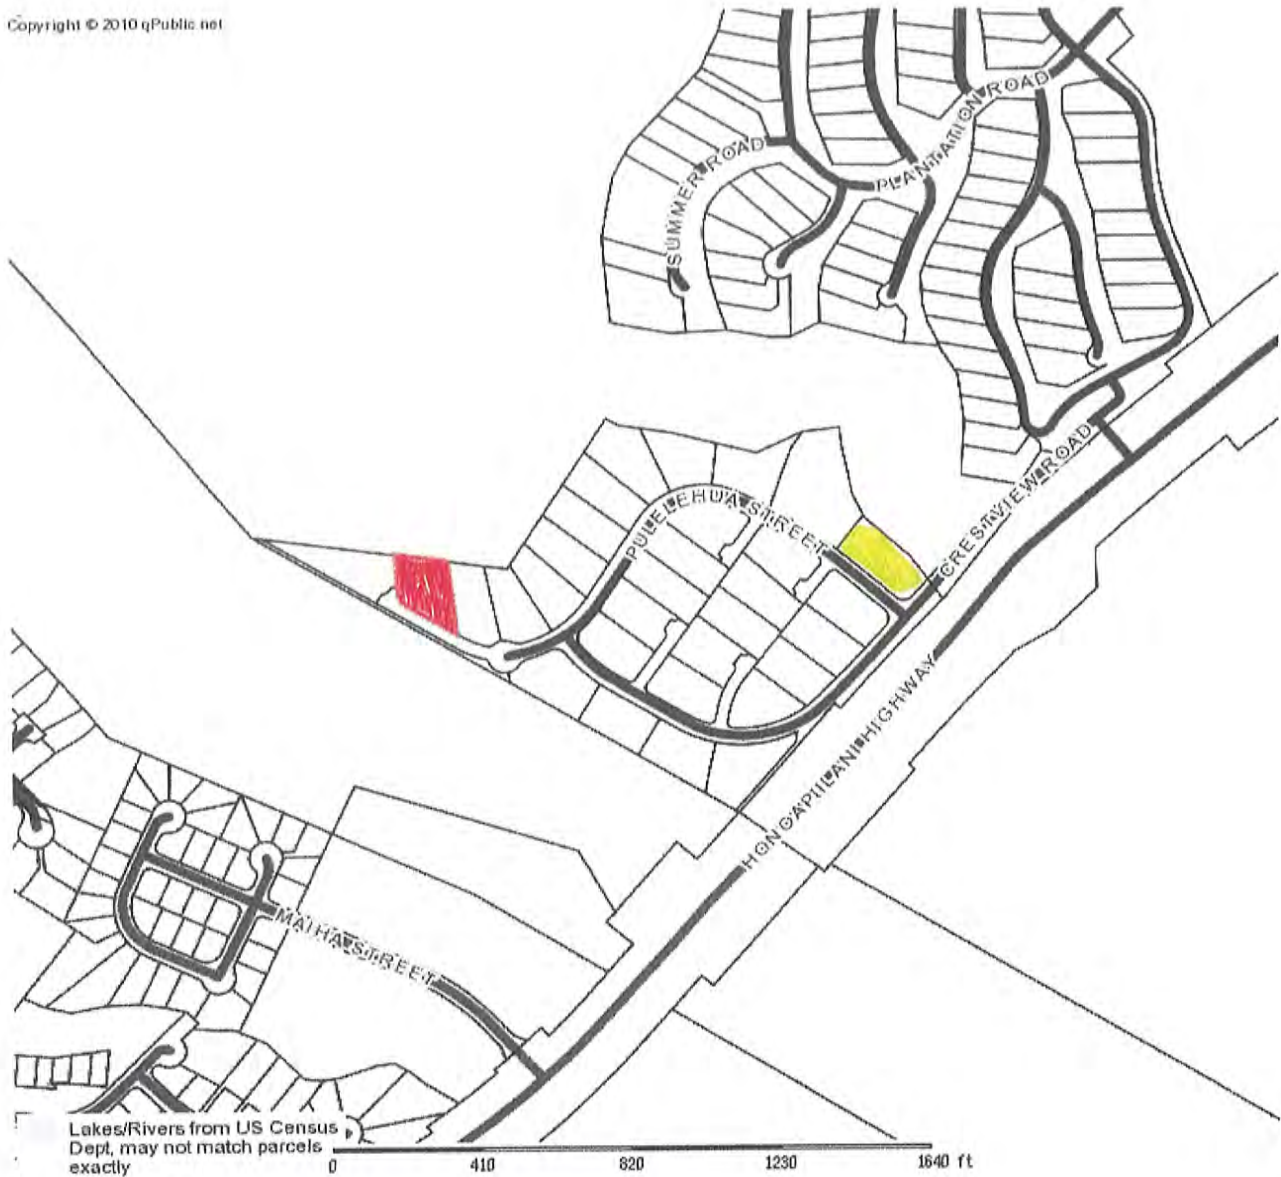 Copyright © 2010 qPublic.net
PLANTATION ROAD
SUMMER ROAD
CRESTVIEW ROAD
PULELEHUA STREET
HONOAPIILANI HIGHWAY
MAIHA STREET
Lakes/Rivers from US Census
Dept, may not match parcels
exactly
0 410 820 1230 1640 ft